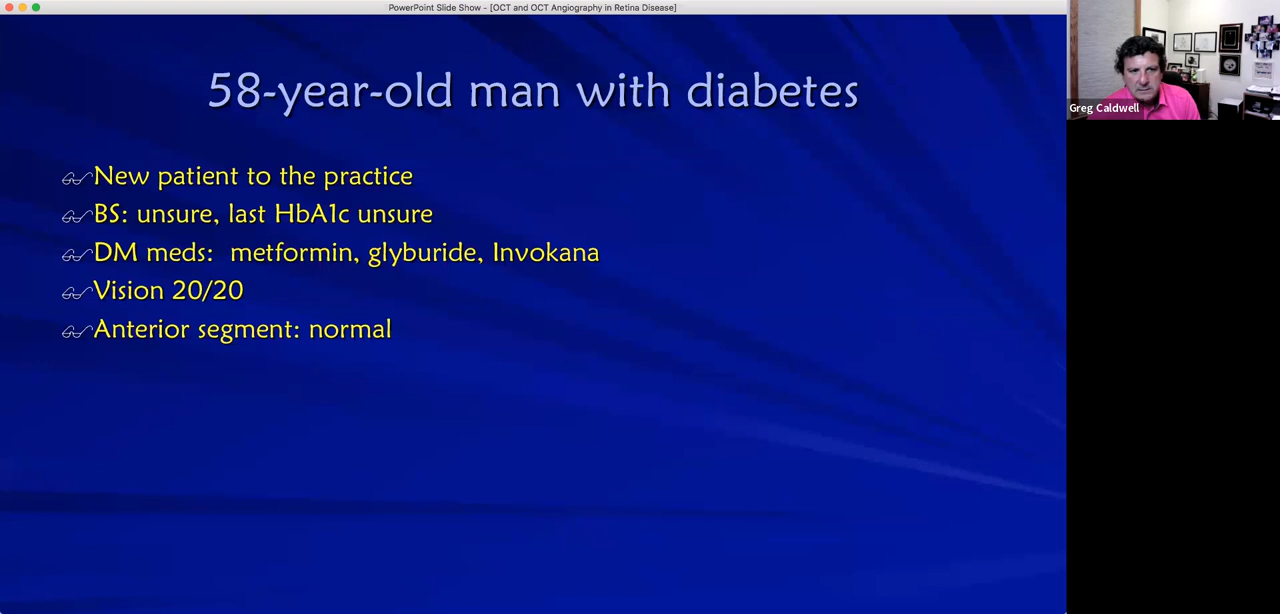 PowerPoint Slide Show - [OCT and OCT Angiography in Retina Disease]
58-year-old man with diabetes
New patient to the practice
BS: unsure, last HbA1c unsure
DM meds: metformin, glyburide, Invokana
Vision 20/20
Anterior segment: normal
Greg Caldwell